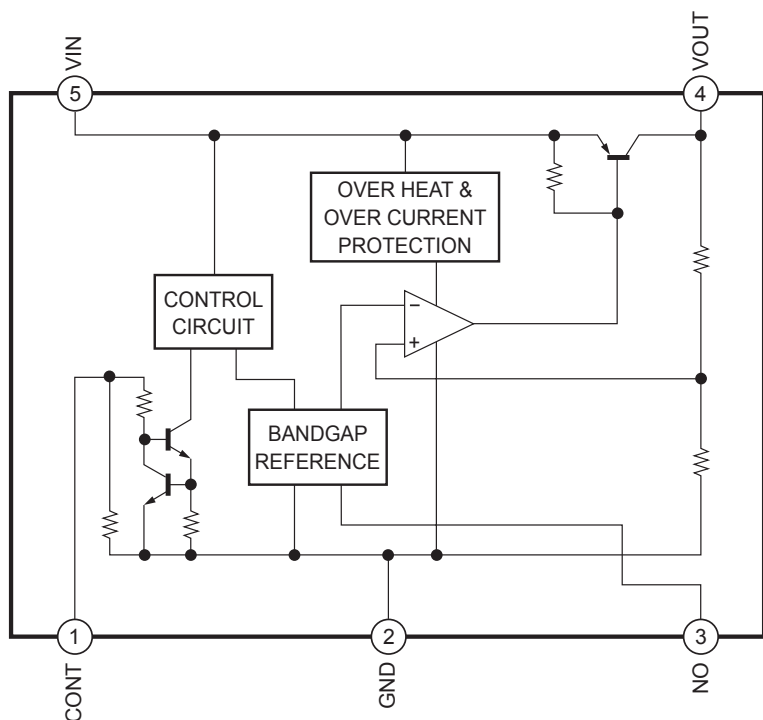 VIN
VOUT
5
4
OVER HEAT &
OVER CURRENT
PROTECTION
CONTROL
CIRCUIT
−
+
BANDGAP
REFERENCE
1
2
3
CONT
GND
NO